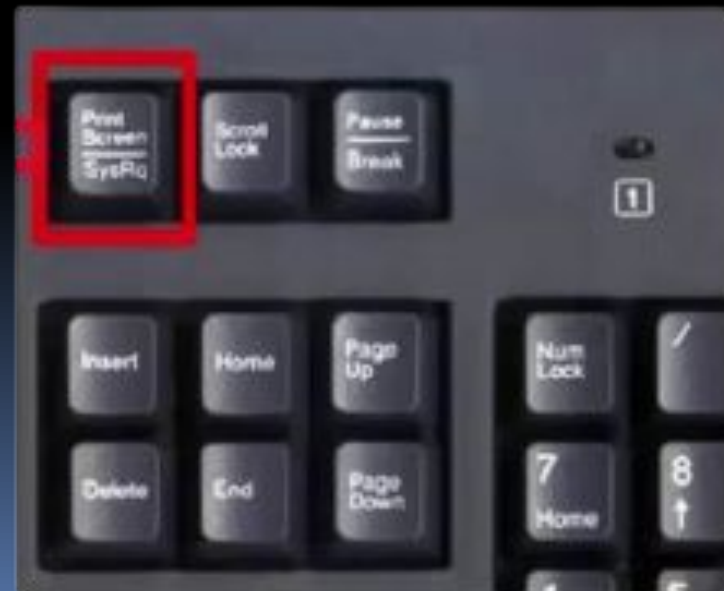 Print
Screen
SysRq
Scroll
Lock
Pause
Break
1
Insert
Home
Page
Up
Num
Lock
/
Delete
End
Page
Down
7
Home
8
↑